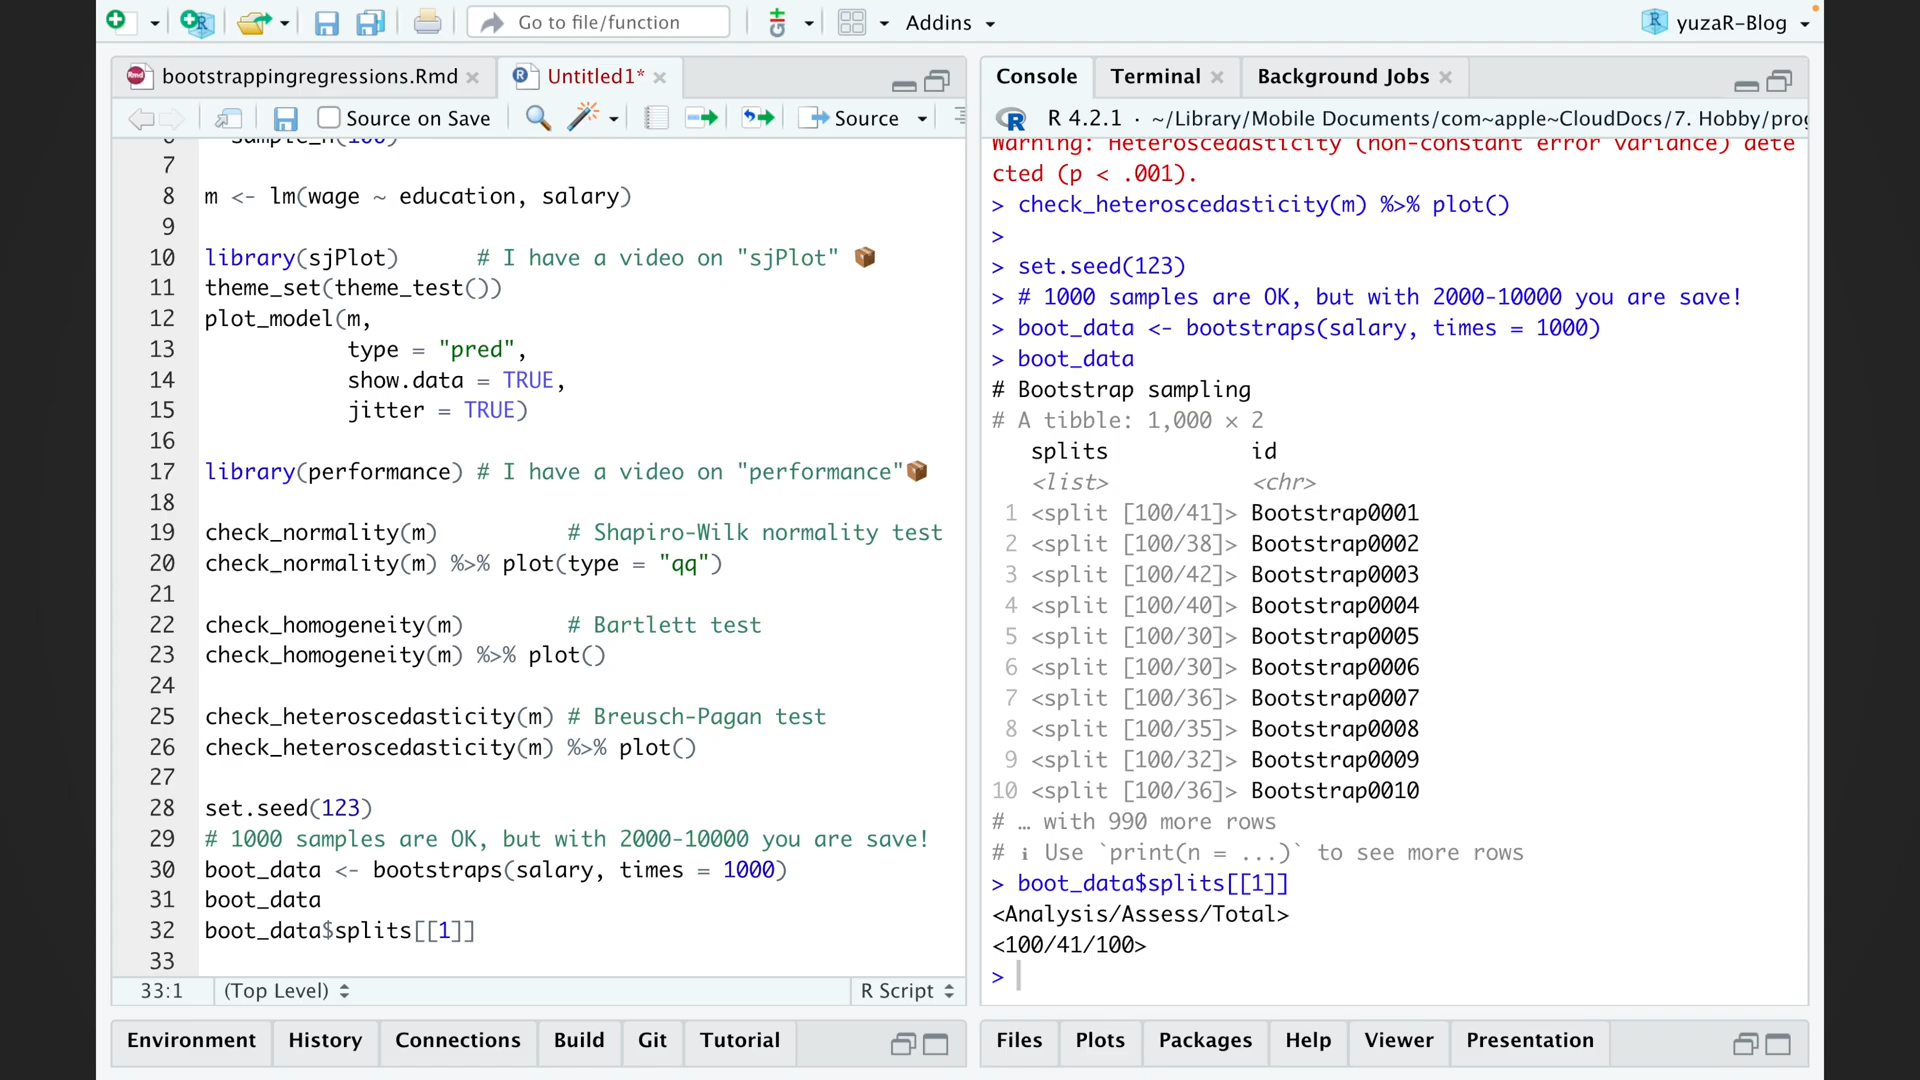 Go to file/function
Addins
yuzaR-Blog
bootstrappingregressions.Rmd
Untitled1*
Source on Save
Source
6 sample_n(100)
7
8 m <- lm(wage ~ education, salary)
9
10 library(sjPlot) # I have a video on "sjPlot" 📦
11 theme_set(theme_test())
12 plot_model(m,
13 type = "pred",
14 show.data = TRUE,
15 jitter = TRUE)
16
17 library(performance) # I have a video on "performance"📦
18
19 check_normality(m) # Shapiro-Wilk normality test
20 check_normality(m) %>% plot(type = "qq")
21
22 check_homogeneity(m) # Bartlett test
23 check_homogeneity(m) %>% plot()
24
25 check_heteroscedasticity(m) # Breusch-Pagan test
26 check_heteroscedasticity(m) %>% plot()
27
28 set.seed(123)
29 # 1000 samples are OK, but with 2000-10000 you are save!
30 boot_data <- bootstraps(salary, times = 1000)
31 boot_data
32 boot_data$splits[[1]]
33
33:1 (Top Level) R Script
Environment History Connections Build Git Tutorial
Console Terminal Background Jobs
R 4.2.1 · ~/Library/Mobile Documents/com~apple~CloudDocs/7. Hobby/prog
Warning: Heteroscedasticity (non-constant error variance) dete
cted (p < .001).
> check_heteroscedasticity(m) %>% plot()
>
> set.seed(123)
> # 1000 samples are OK, but with 2000-10000 you are save!
> boot_data <- bootstraps(salary, times = 1000)
> boot_data
# Bootstrap sampling
# A tibble: 1,000 × 2
splits id
<list> <chr>
1 <split [100/41]> Bootstrap0001
2 <split [100/38]> Bootstrap0002
3 <split [100/42]> Bootstrap0003
4 <split [100/40]> Bootstrap0004
5 <split [100/30]> Bootstrap0005
6 <split [100/30]> Bootstrap0006
7 <split [100/36]> Bootstrap0007
8 <split [100/35]> Bootstrap0008
9 <split [100/32]> Bootstrap0009
10 <split [100/36]> Bootstrap0010
# … with 990 more rows
# ℹ Use `print(n = ...)` to see more rows
> boot_data$splits[[1]]
<Analysis/Assess/Total>
<100/41/100>
>
Files Plots Packages Help Viewer Presentation